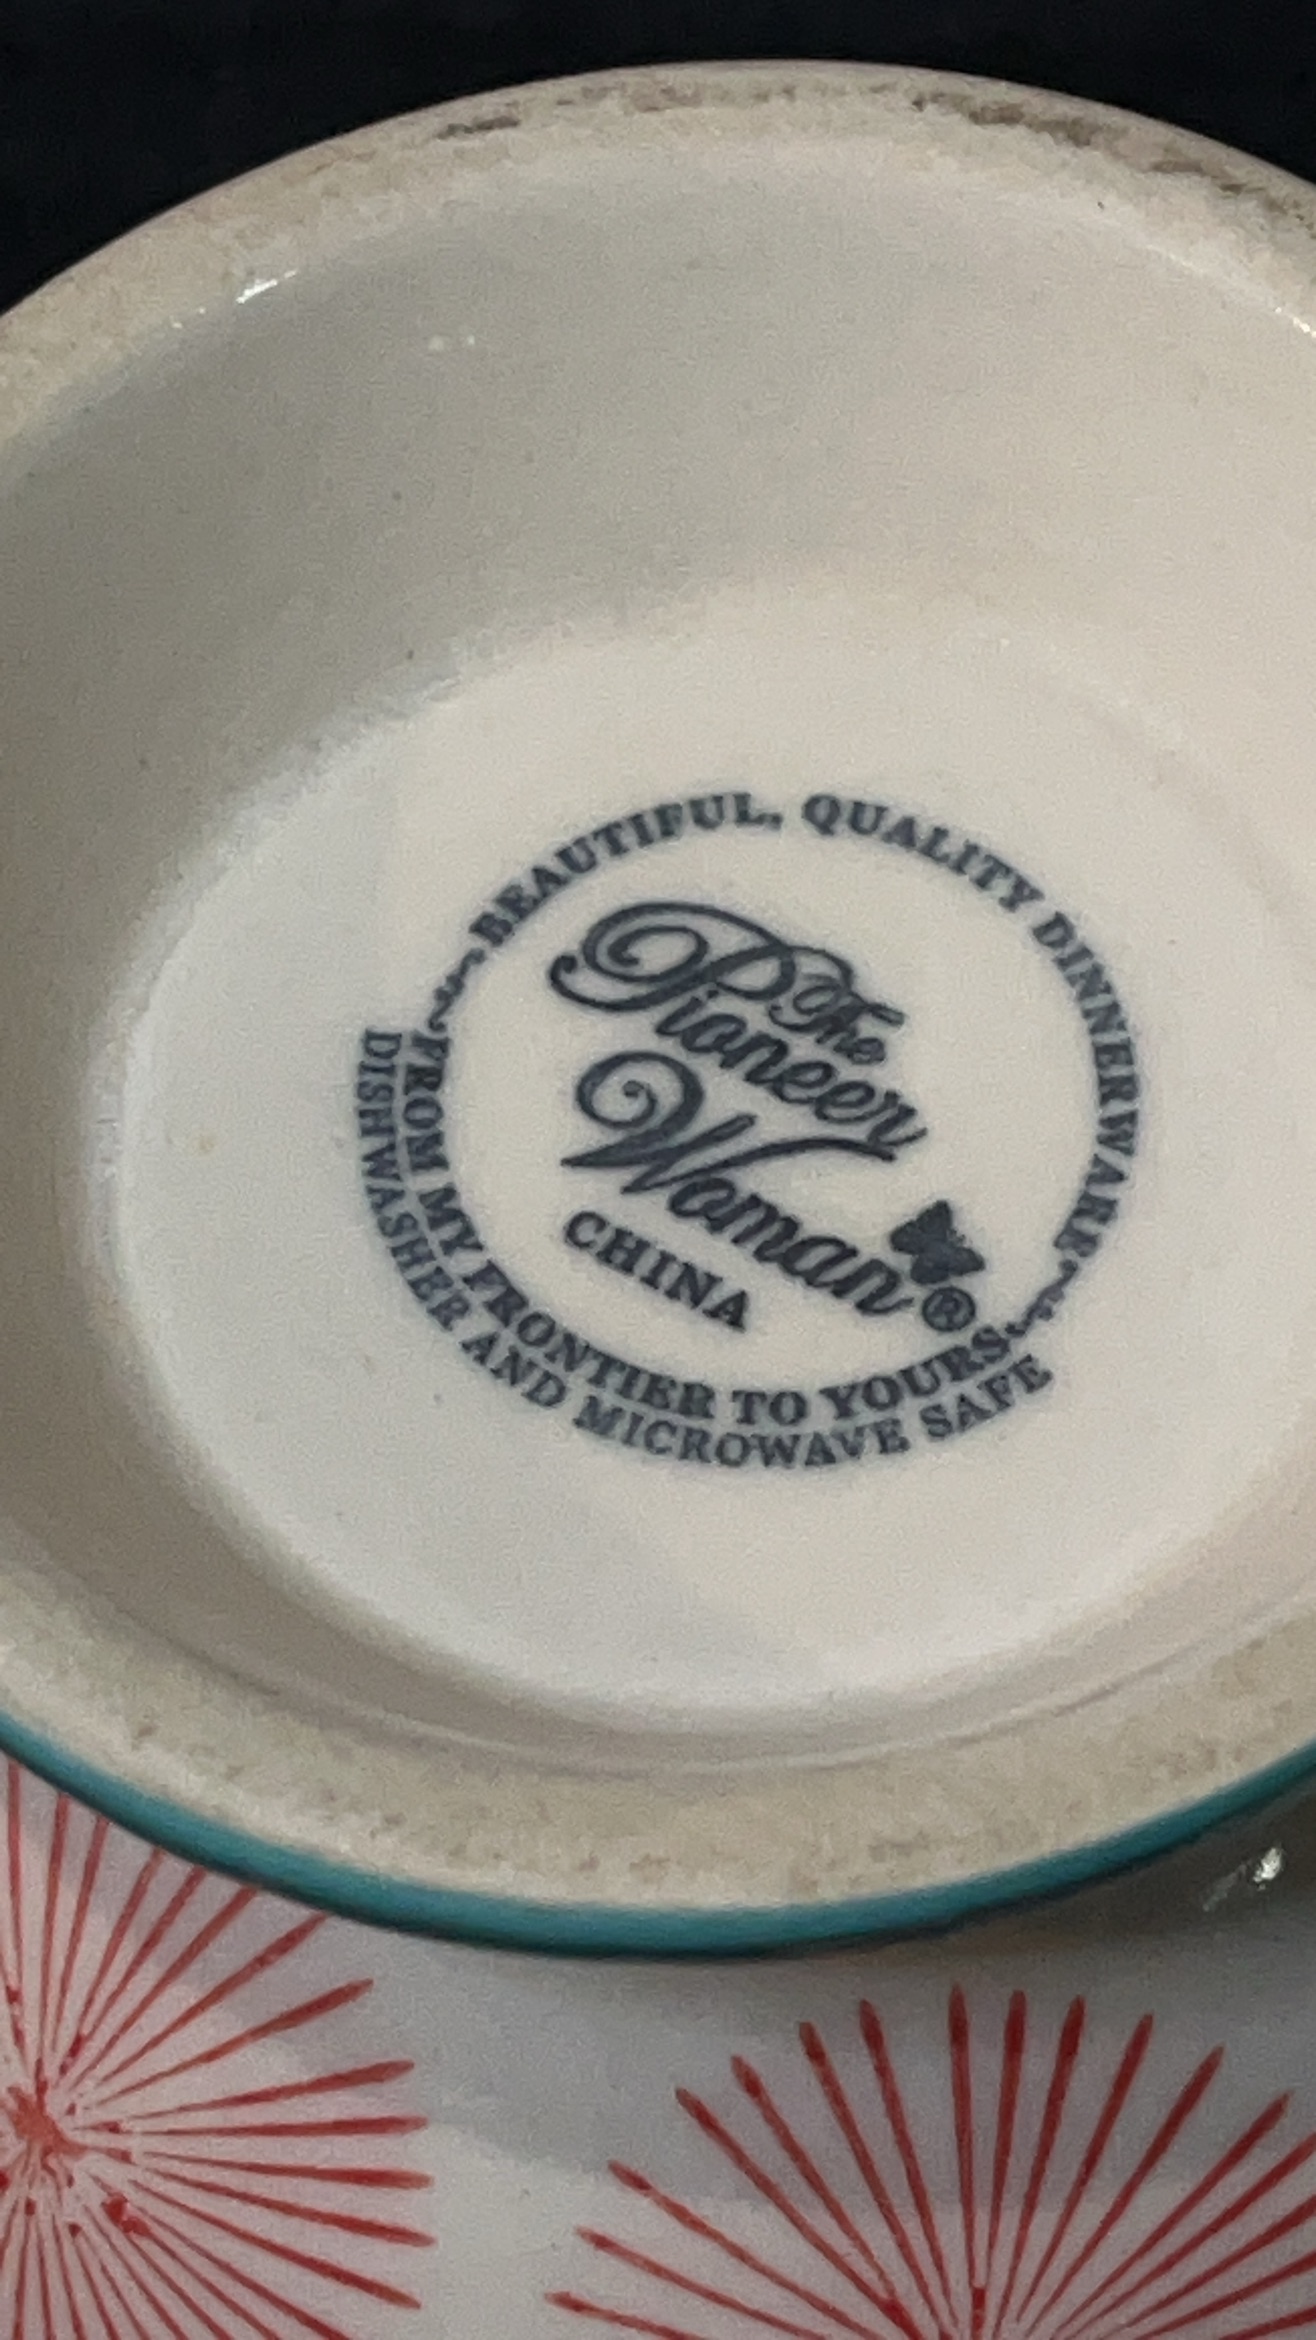 BEAUTIFUL, QUALITY DINNERWARE
The
Pioneer
Woman®
CHINA
FROM MY FRONTIER TO YOURS
DISHWASHER AND MICROWAVE SAFE